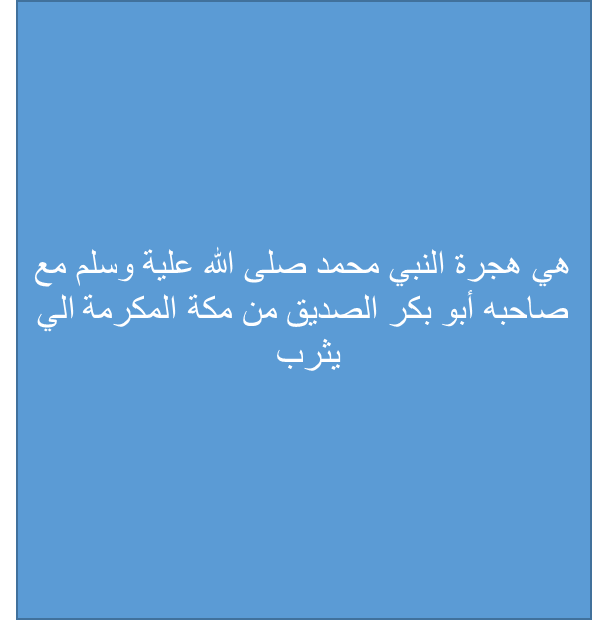 هي هجرة النبي محمد صلى الله علية وسلم مع
صاحبه أبو بكر الصديق من مكة المكرمة الي
يثرب